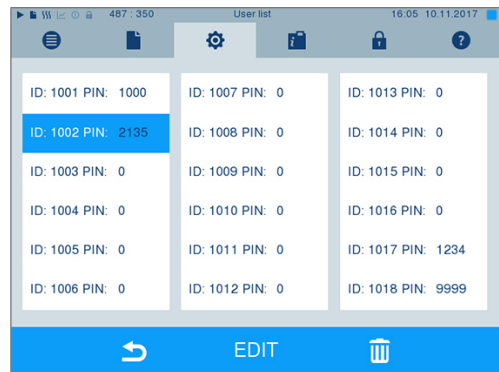 487 : 350 User list 16:05 10.11.2017
ID: 1001 PIN: 1000
ID: 1002 PIN: 2135
ID: 1003 PIN: 0
ID: 1004 PIN: 0
ID: 1005 PIN: 0
ID: 1006 PIN: 0
ID: 1007 PIN: 0
ID: 1008 PIN: 0
ID: 1009 PIN: 0
ID: 1010 PIN: 0
ID: 1011 PIN: 0
ID: 1012 PIN: 0
ID: 1013 PIN: 0
ID: 1014 PIN: 0
ID: 1015 PIN: 0
ID: 1016 PIN: 0
ID: 1017 PIN: 1234
ID: 1018 PIN: 9999
EDIT